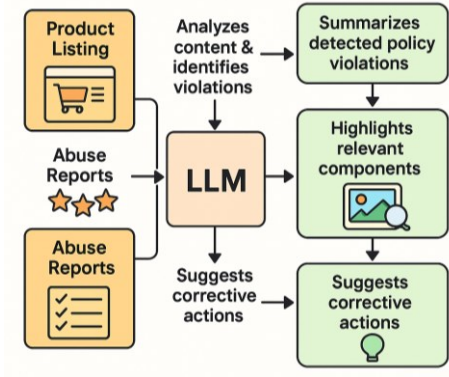 Product
Listing
Abuse
Reports
Abuse
Reports
Analyzes
content &
identifies
violations
LLM
Suggests
corrective
actions
Summarizes
detected policy
violations
Highlights
relevant
components
Suggests
corrective
actions